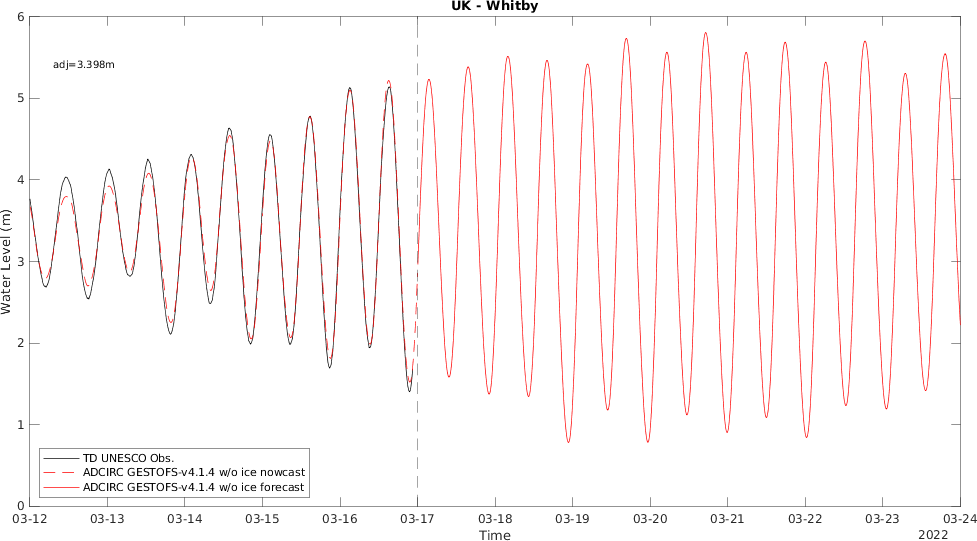 UK - Whitby
adj=3.398m
Water Level (m)
6
5
4
3
2
1
0
TD UNESCO Obs.
ADCIRC GESTOFS-v4.1.4 w/o ice nowcast
ADCIRC GESTOFS-v4.1.4 w/o ice forecast
03-12 03-13 03-14 03-15 03-16 03-17 03-18 03-19 03-20 03-21 03-22 03-23 03-24
Time
2022